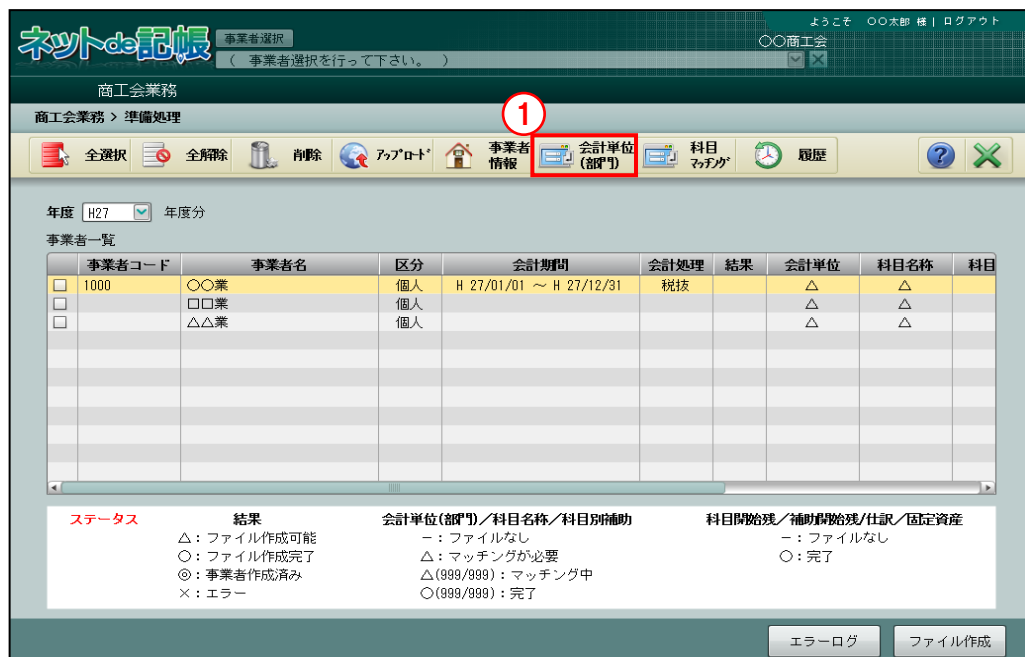 ようこそ 〇〇太郎 様 | ログアウト
ネットde記帳
事業者選択
〇〇商工会
( 事業者選択を行って下さい。 )
商工会業務
商工会業務 > 準備処理
1
全選択
全解除
削除
アップロード
事業者情報
会計単位(部門)
科目マッチング
履歴
年度 H27 年度分
事業者一覧
事業者コード 事業者名 区分 会計期間 会計処理 結果 会計単位 科目名称 科目
1000 〇〇業 個人 H 27/01/01 ～ H 27/12/31 税抜 △ △
□□業 個人 △ △
△△業 個人 △ △
ステータス 結果 会計単位(部門)／科目名称／科目別補助 科目開始残／補助開始残/仕訳／固定資産
△：ファイル作成可能 －：ファイルなし －：ファイルなし
〇：ファイル作成完了 △：マッチングが必要 〇：完了
◎：事業者作成済み △(999/999)：マッチング中
×：エラー 〇(999/999)：完了
エラーログ ファイル作成